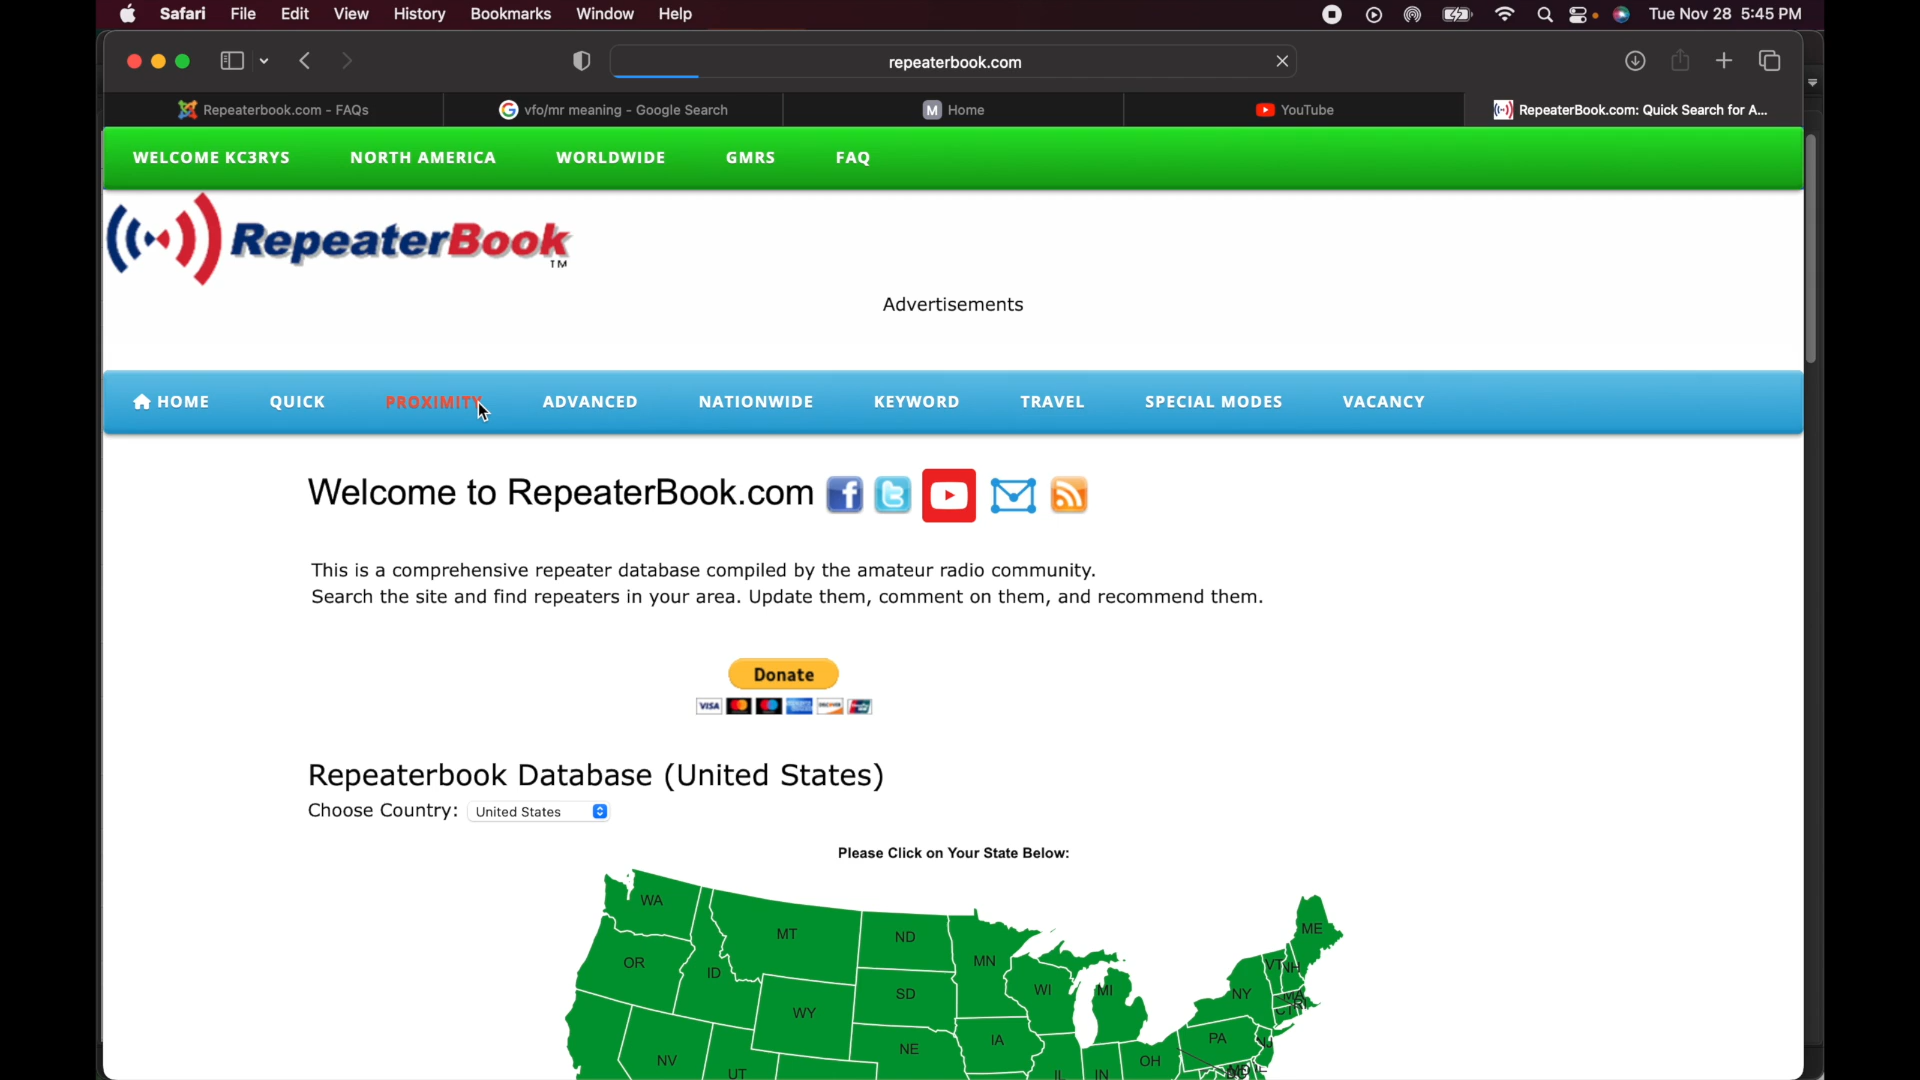 Safari File Edit View History Bookmarks Window Help Tue Nov 28 5:45 PM
repeaterbook.com
Repeaterbook.com - FAQs vfo/mr meaning - Google Search M Home YouTube RepeaterBook.com: Quick Search for A...
WELCOME KC3RYS NORTH AMERICA WORLDWIDE GMRS FAQ
RepeaterBook
TM
Advertisements
HOME QUICK PROXIMITY ADVANCED NATIONWIDE KEYWORD TRAVEL SPECIAL MODES VACANCY
Welcome to RepeaterBook.com
This is a comprehensive repeater database compiled by the amateur radio community.
Search the site and find repeaters in your area. Update them, comment on them, and recommend them.
Donate
VISA
Repeaterbook Database (United States)
Choose Country: United States
Please Click on Your State Below:
WA
MT ND ME
OR ID MN VT NH
SD WI MI NY MA RI
WY CT
NV NE IA PA NJ
UT IL IN OH MD